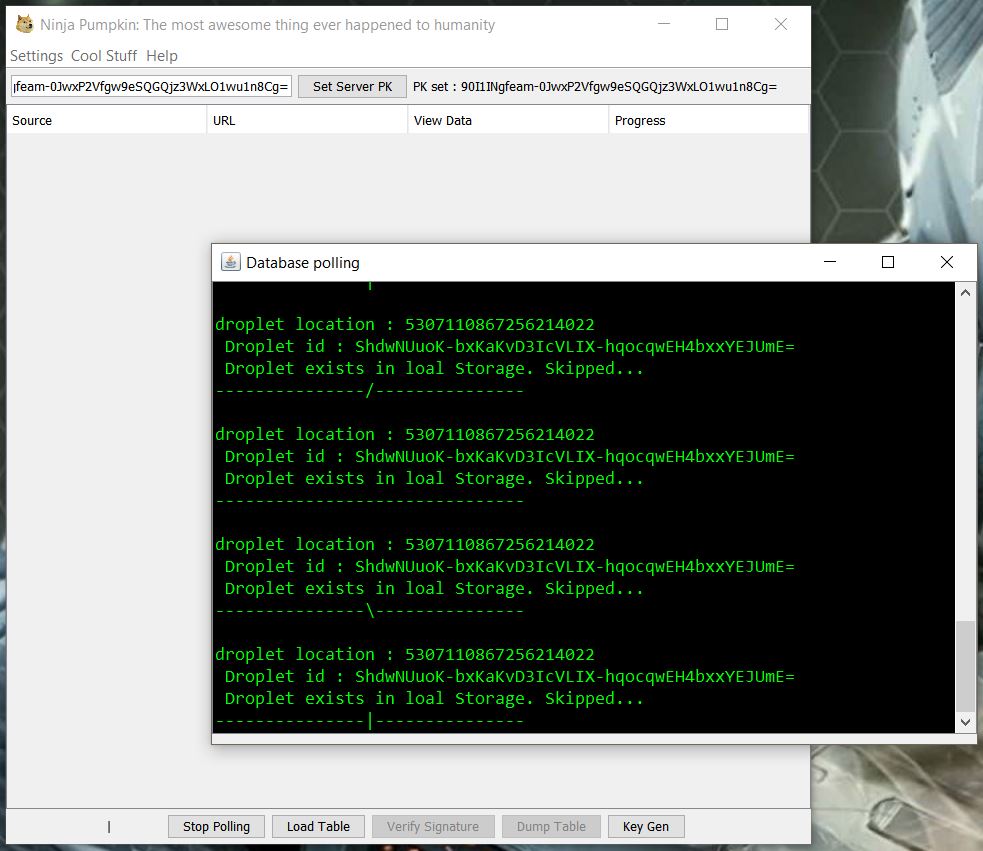 Ninja Pumpkin: The most awesome thing ever happened to humanity
Settings Cool Stuff Help
feam-0JwxP2Vfgw9eSQGQjz3WxLO1wu1n8Cg= Set Server PK PK set : 90I1INgfeam-0JwxP2Vfgw9eSQGQjz3WxLO1wu1n8Cg=
Source URL View Data Progress
Database polling
droplet location : 5307110867256214022
Droplet id : ShdwNUuoK-bxKaKvD3IcVLIX-hqocqwEH4bxxYEJUmE=
Droplet exists in loal Storage. Skipped...
---------------/---------------
droplet location : 5307110867256214022
Droplet id : ShdwNUuoK-bxKaKvD3IcVLIX-hqocqwEH4bxxYEJUmE=
Droplet exists in loal Storage. Skipped...
-------------------------------
droplet location : 5307110867256214022
Droplet id : ShdwNUuoK-bxKaKvD3IcVLIX-hqocqwEH4bxxYEJUmE=
Droplet exists in loal Storage. Skipped...
---------------\---------------
droplet location : 5307110867256214022
Droplet id : ShdwNUuoK-bxKaKvD3IcVLIX-hqocqwEH4bxxYEJUmE=
Droplet exists in loal Storage. Skipped...
---------------|---------------
| Stop Polling Load Table Verify Signature Dump Table Key Gen